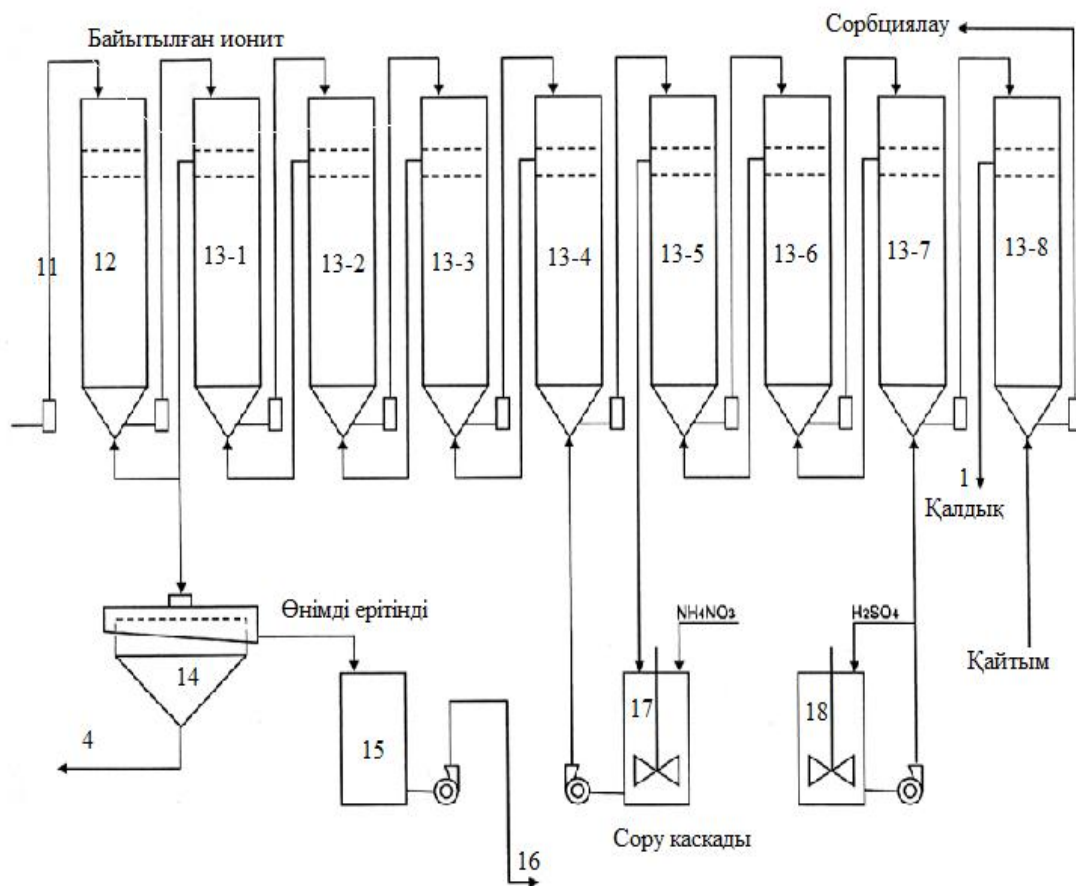 Сорбциялау
Байытылған ионит
11
12
13-1
13-2
13-3
13-4
13-5
13-6
13-7
13-8
1
Қалдық
Өнімді ерітінді
NH₄NO₃
H₂SO₄
Қайтым
14
15
17
18
4
Сору каскады
16